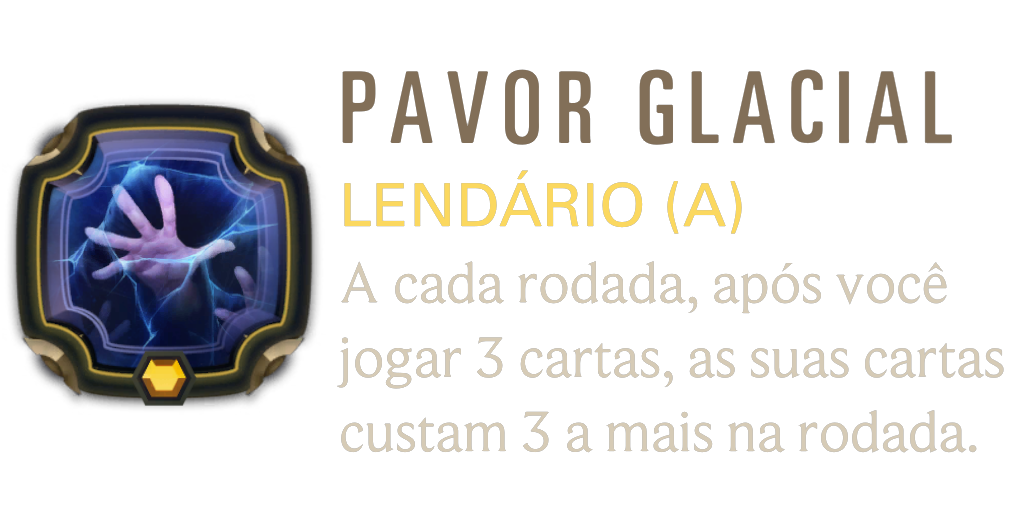 PAVOR GLACIAL
LENDÁRIO (A)
A cada rodada, após você
jogar 3 cartas, as suas cartas
custam 3 a mais na rodada.